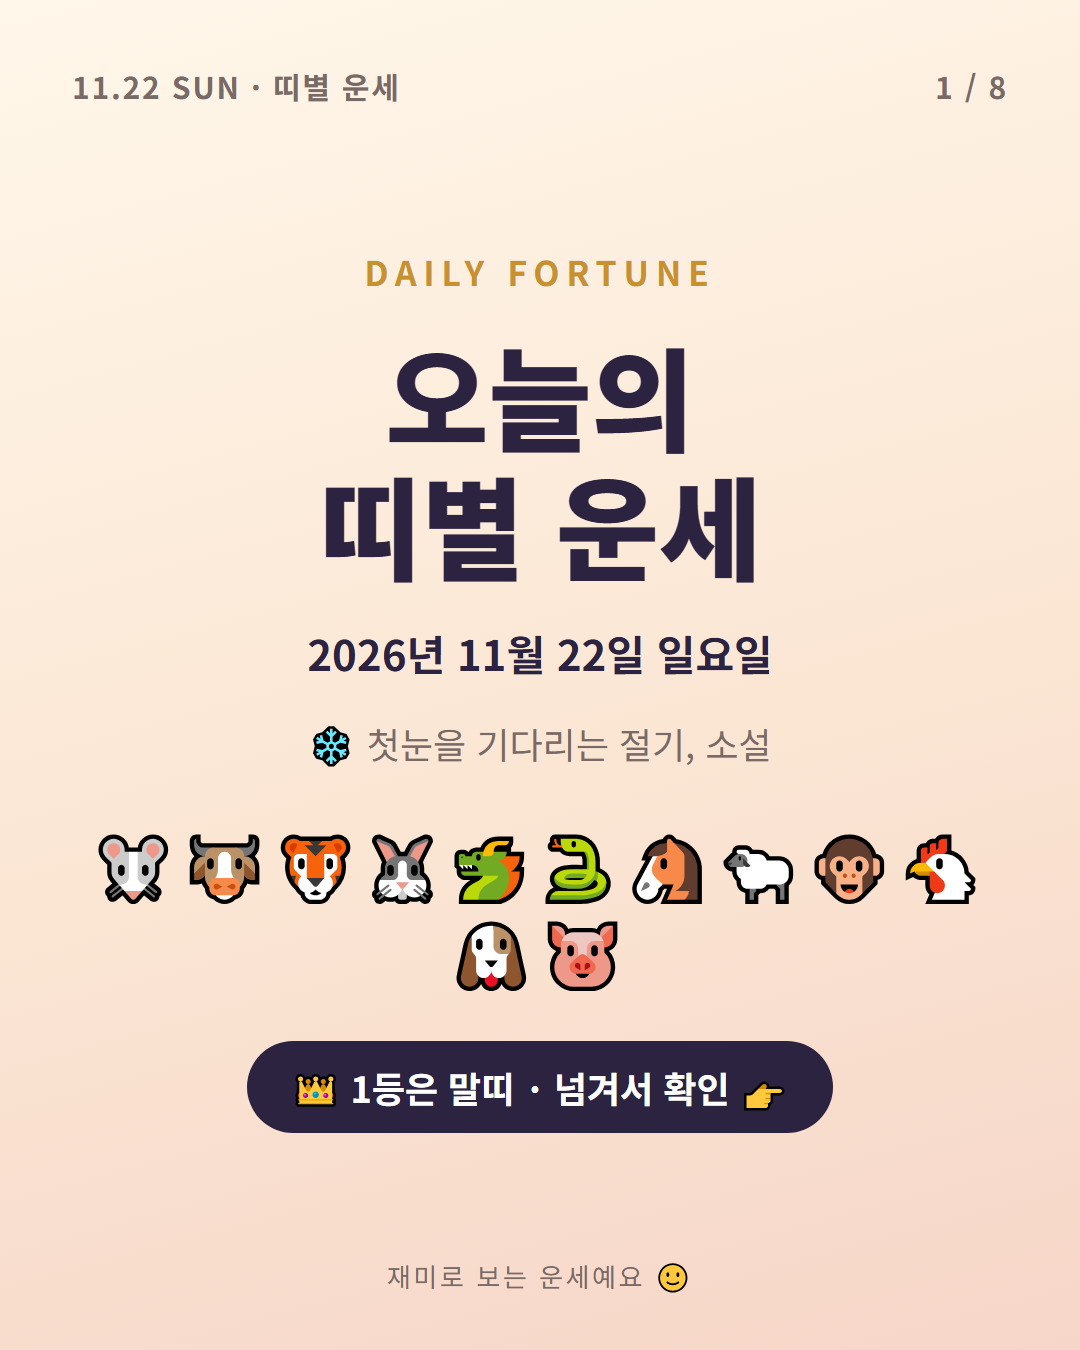 11.22 SUN · 띠별 운세
1 / 8
DAILY FORTUNE
오늘의
띠별 운세
2026년 11월 22일 일요일
첫눈을 기다리는 절기, 소설
1등은 말띠 · 넘겨서 확인
재미로 보는 운세예요